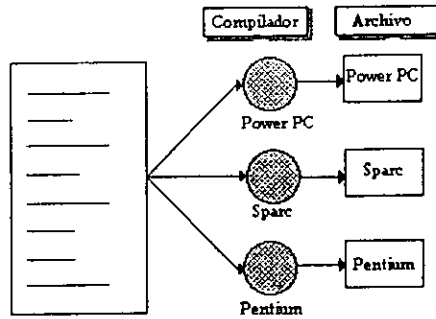 Compilador Archivo
Power PC
Power PC
Sparc
Sparc
Pentium
Pentium